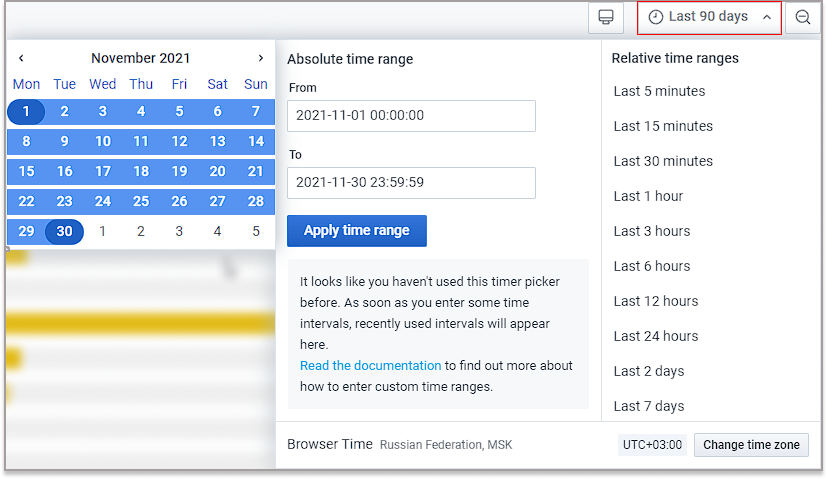 Last 90 days
November 2021
Mon Tue Wed Thu Fri Sat Sun
1 2 3 4 5 6 7
8 9 10 11 12 13 14
15 16 17 18 19 20 21
22 23 24 25 26 27 28
29 30 1 2 3 4 5
Absolute time range
From
2021-11-01 00:00:00
To
2021-11-30 23:59:59
Apply time range
It looks like you haven't used this timer picker
before. As soon as you enter some time
intervals, recently used intervals will appear
here.
Read the documentation to find out more about
how to enter custom time ranges.
Relative time ranges
Last 5 minutes
Last 15 minutes
Last 30 minutes
Last 1 hour
Last 3 hours
Last 6 hours
Last 12 hours
Last 24 hours
Last 2 days
Last 7 days
Browser Time Russian Federation, MSK
UTC+03:00
Change time zone